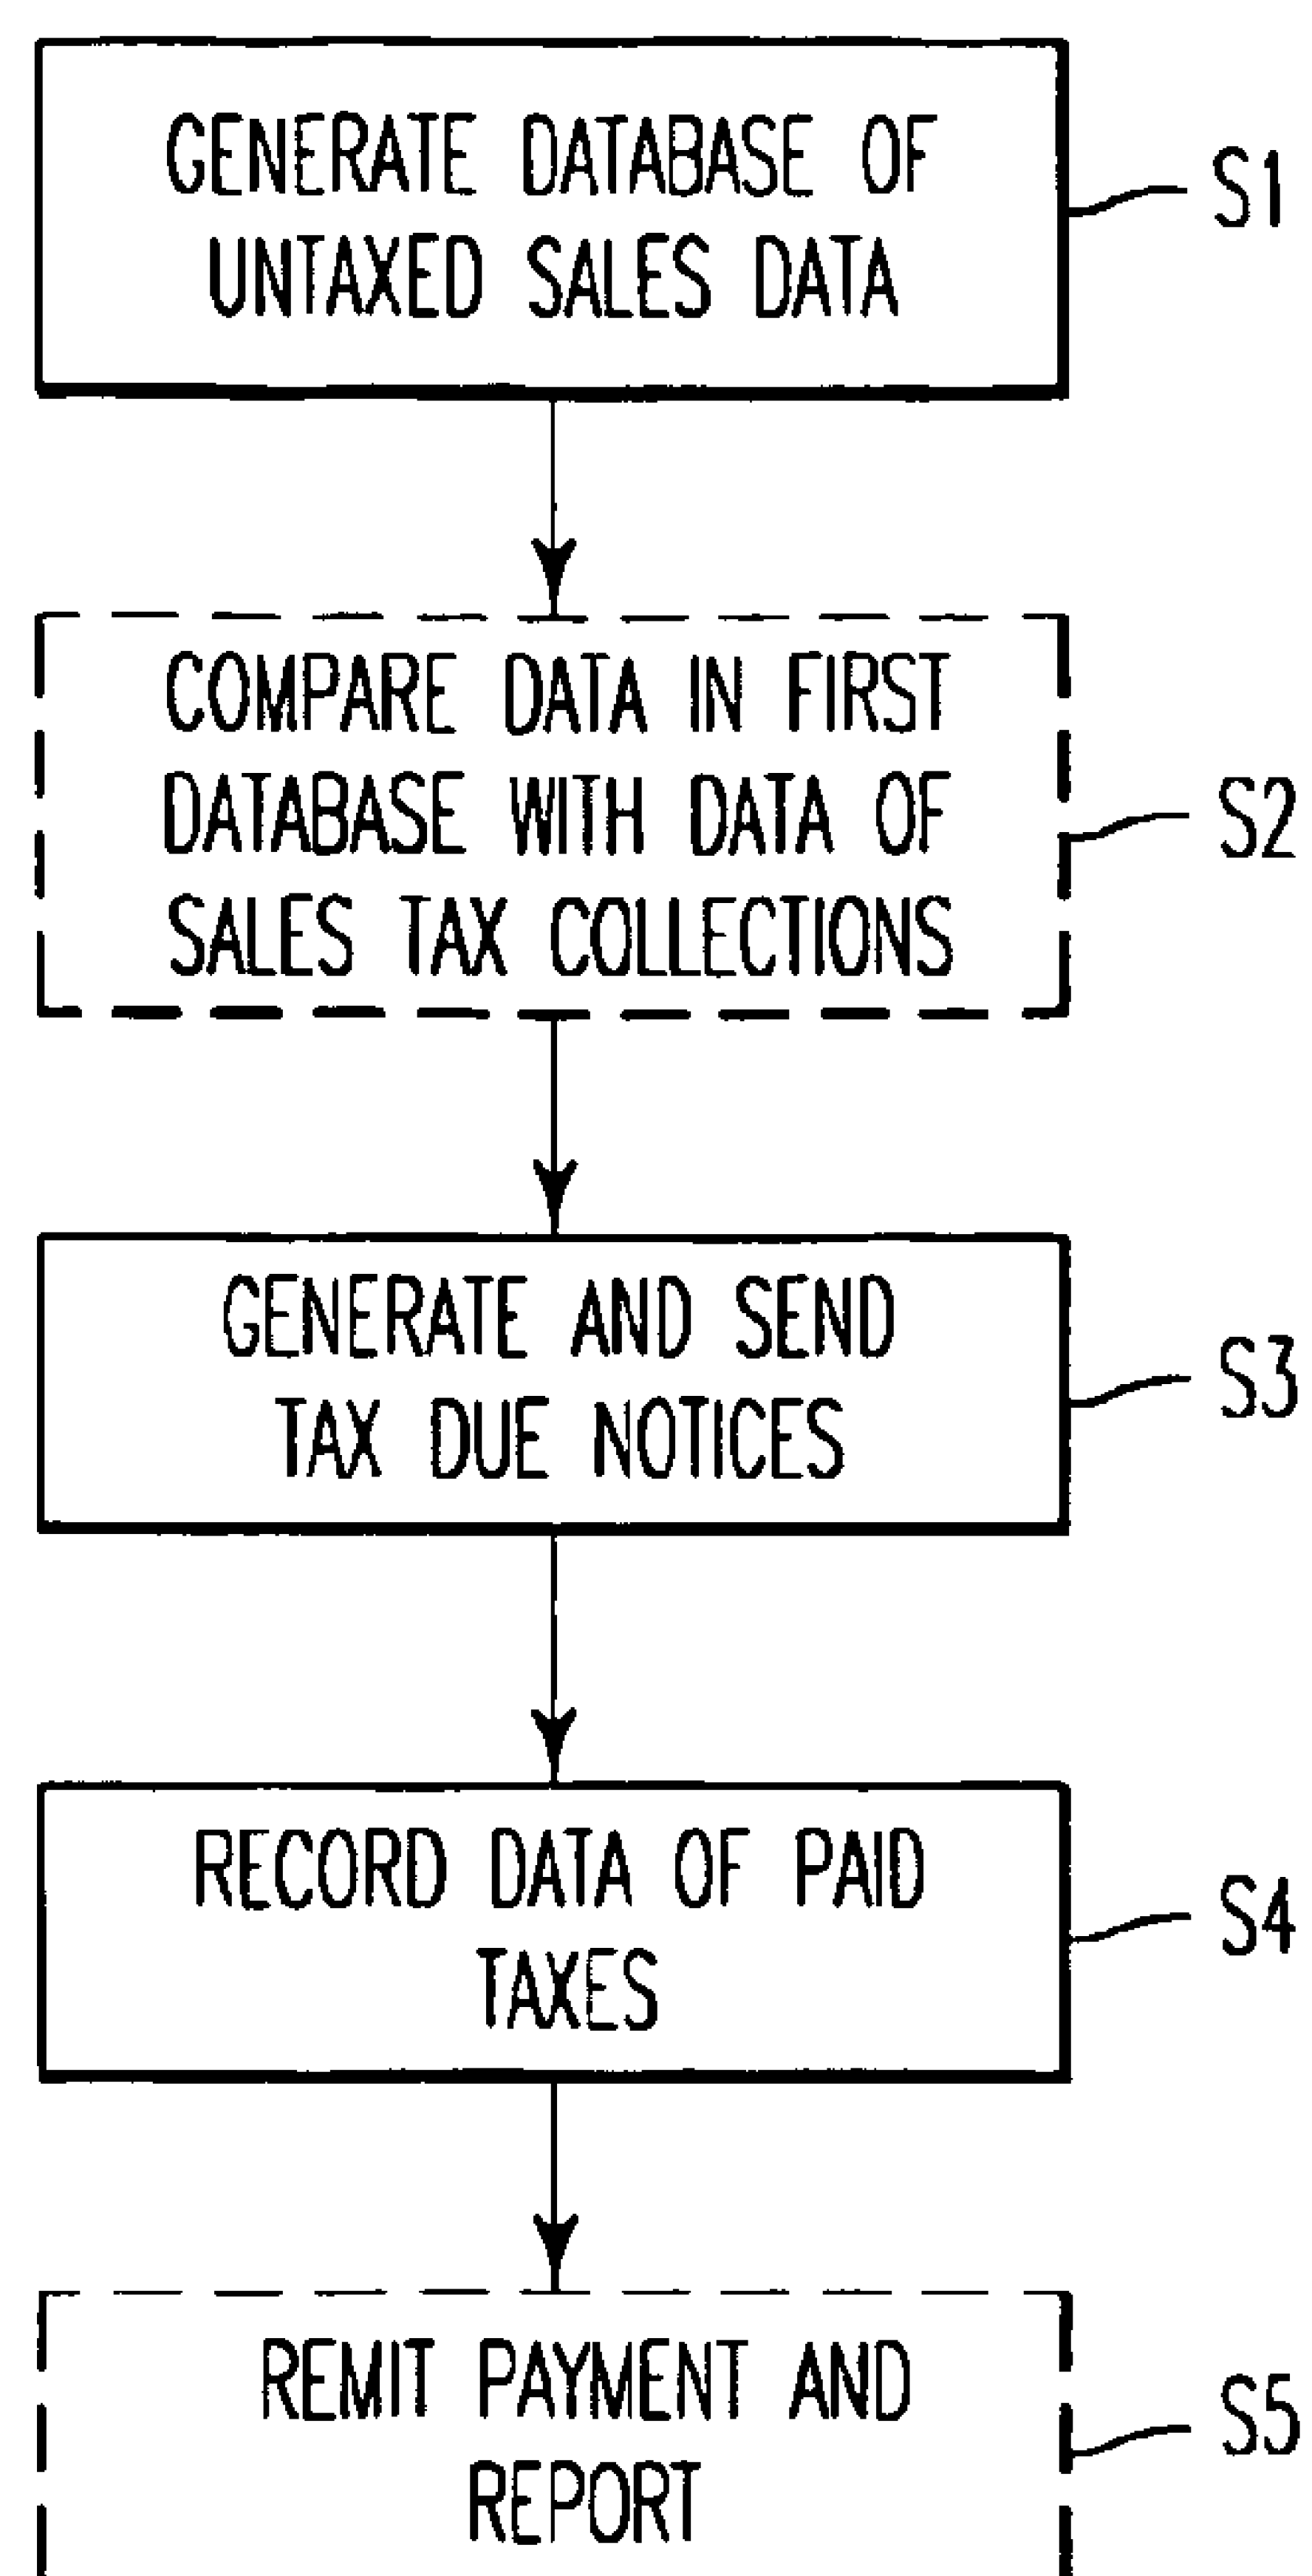 GENERATE DATABASE OF
UNTAXED SALES DATA
S1
COMPARE DATA IN FIRST
DATABASE WITH DATA OF
SALES TAX COLLECTIONS
S2
GENERATE AND SEND
TAX DUE NOTICES
S3
RECORD DATA OF PAID
TAXES
S4
REMIT PAYMENT AND
REPORT
S5